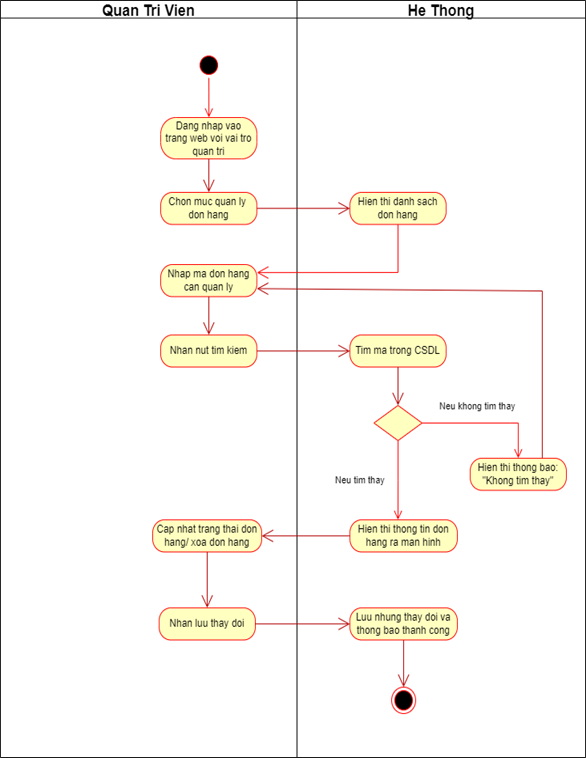 Quan Tri Vien
He Thong
Dang nhap vao
trang web voi vai tro
quan tri
Chon muc quan ly
don hang
Hien thi danh sach
don hang
Nhap ma don hang
can quan ly
Nhan nut tim kiem
Tim ma trong CSDL
Neu khong tim thay
Hien thi thong bao:
"Khong tim thay"
Neu tim thay
Cap nhat trang thai don
hang/ xoa don hang
Hien thi thong tin don
hang ra man hinh
Nhan luu thay doi
Luu nhung thay doi va
thong bao thanh cong